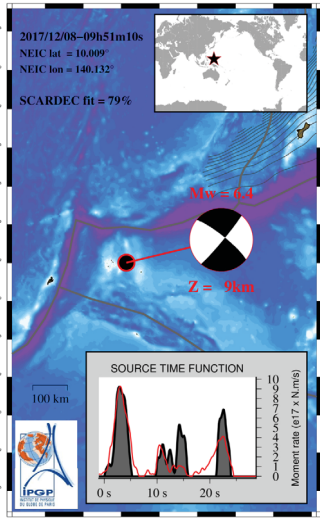 2017/12/08–09h51m10s
NEIC lat = 10.009°
NEIC lon = 140.132°
SCARDEC fit = 79%
Mw = 6.4
Z = 9km
SOURCE TIME FUNCTION
10
9
8
7
6
5
4
3
2
1
0
Moment rate (e17 x N.m/s)
0 s
10 s
20 s
100 km
iPGP
INSTITUT DE PHYSIQUE
DU GLOBE DE PARIS